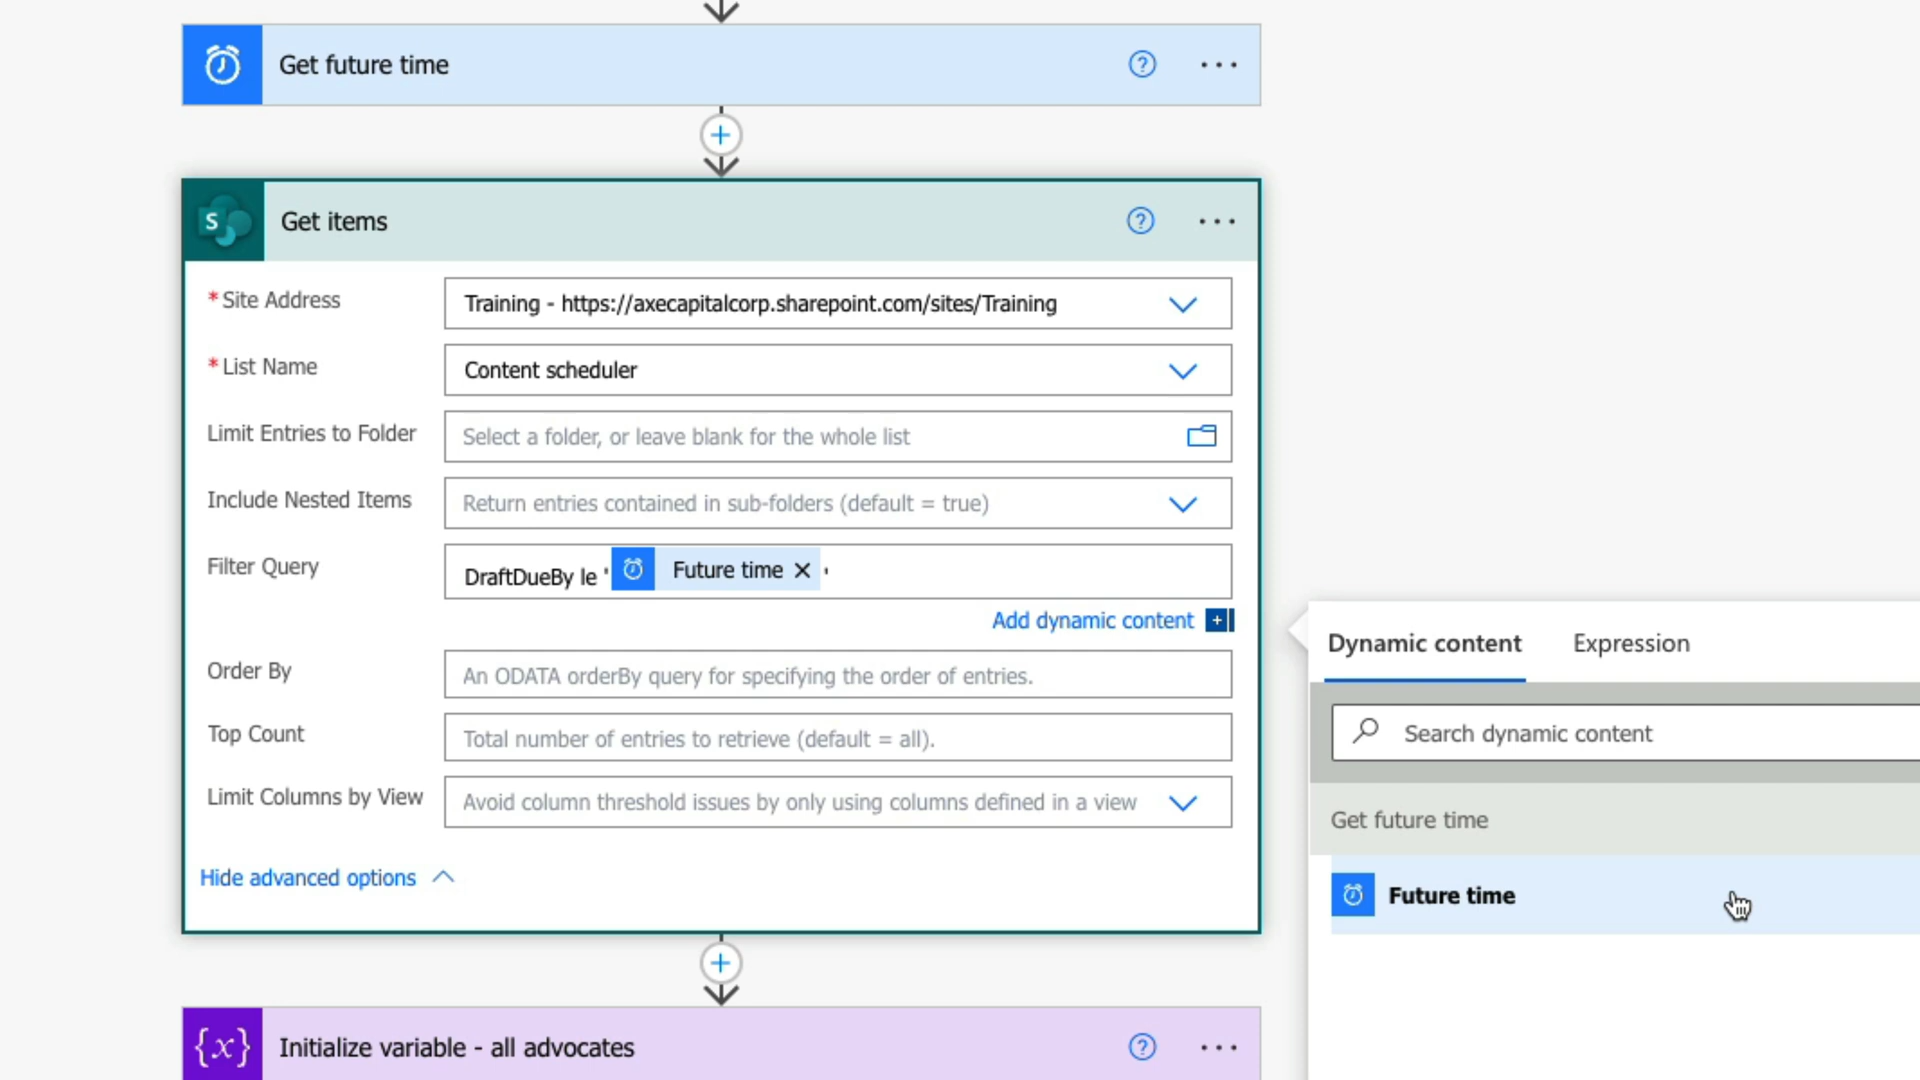 Get future time
Get items
* Site Address
Training - https://axecapitalcorp.sharepoint.com/sites/Training
* List Name
Content scheduler
Limit Entries to Folder
Select a folder, or leave blank for the whole list
Include Nested Items
Return entries contained in sub-folders (default = true)
Filter Query
DraftDueBy le ' Future time × '
Add dynamic content
Order By
An ODATA orderBy query for specifying the order of entries.
Top Count
Total number of entries to retrieve (default = all).
Limit Columns by View
Avoid column threshold issues by only using columns defined in a view
Hide advanced options
{x} Initialize variable - all advocates
Dynamic content Expression
Search dynamic content
Get future time
Future time